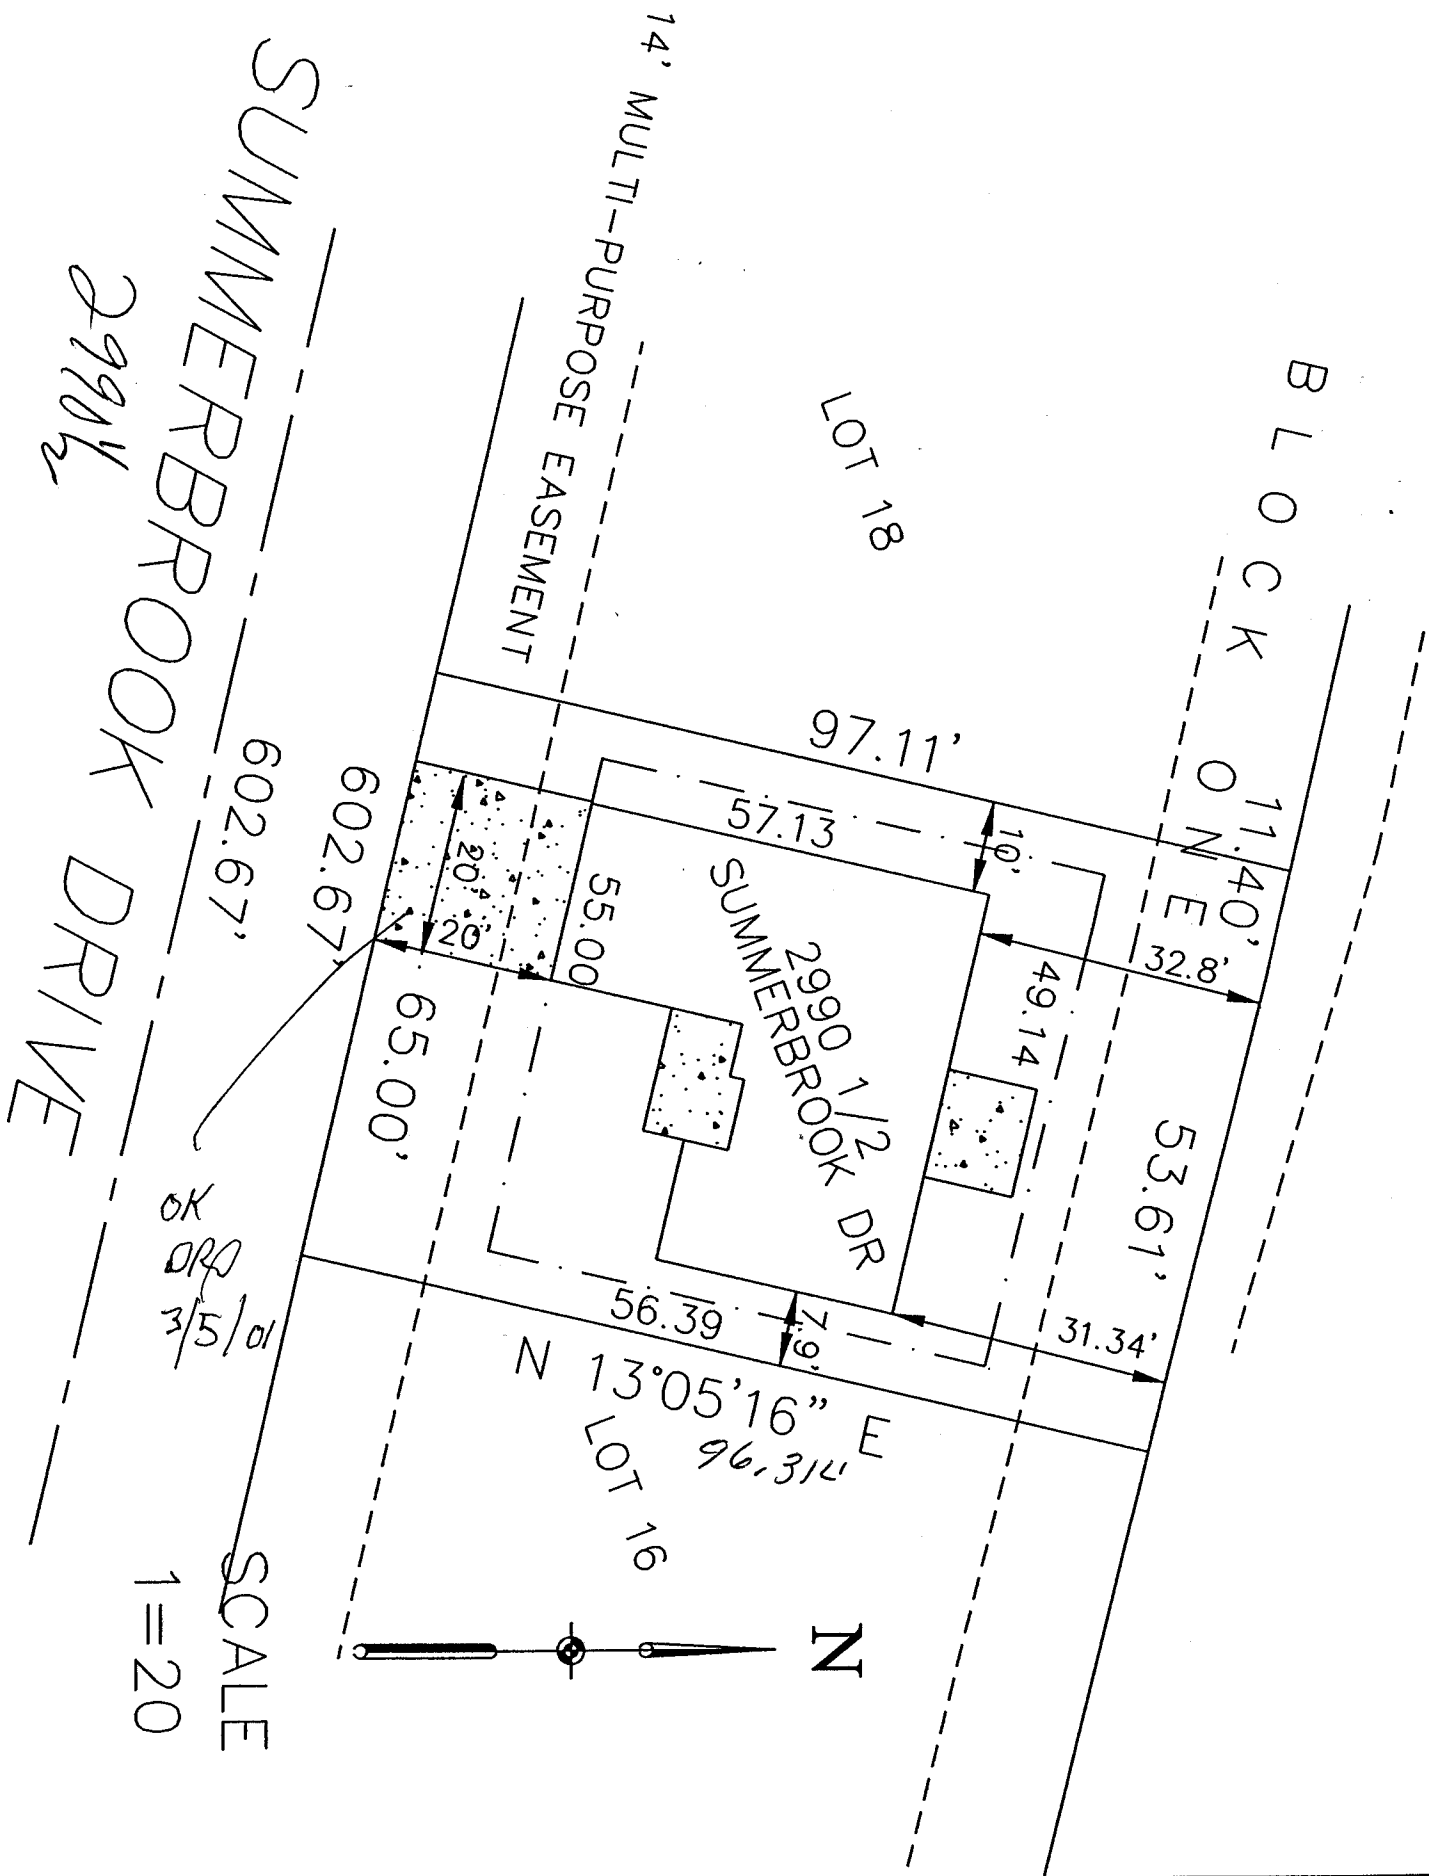 SUMMERBROOK DRIVE
2990½
14' MULTI-PURPOSE EASEMENT
LOT 18
BLOCK ONE
97.11'
11.40'
57.13
10'
32.8'
49.14
53.61'
55.00
20'
20'
602.67'
602.67'
65.00'
2990 1/2
SUMMERBROOK DR
56.39
7.9'
31.34'
N 13°05'16" E
96.314
LOT 16
OK
3/5/01
N
SCALE
1=20